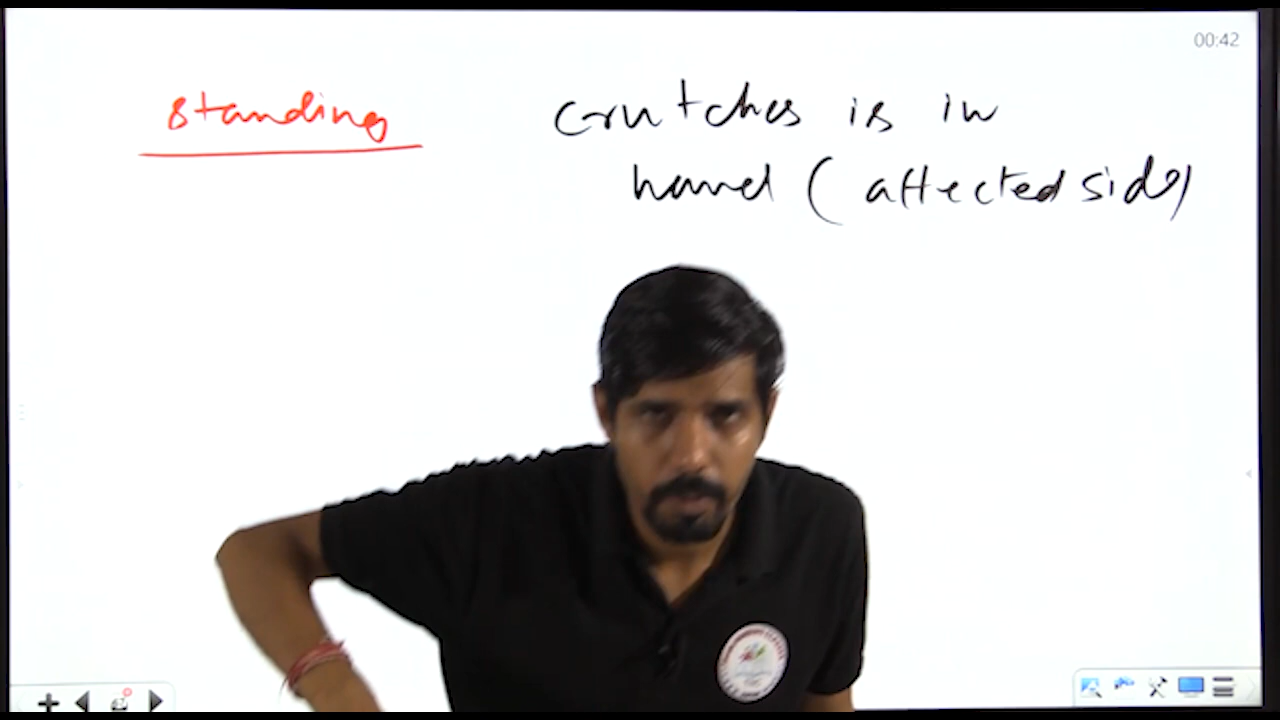 00:42
standing
crutches is in
hand (affected side)